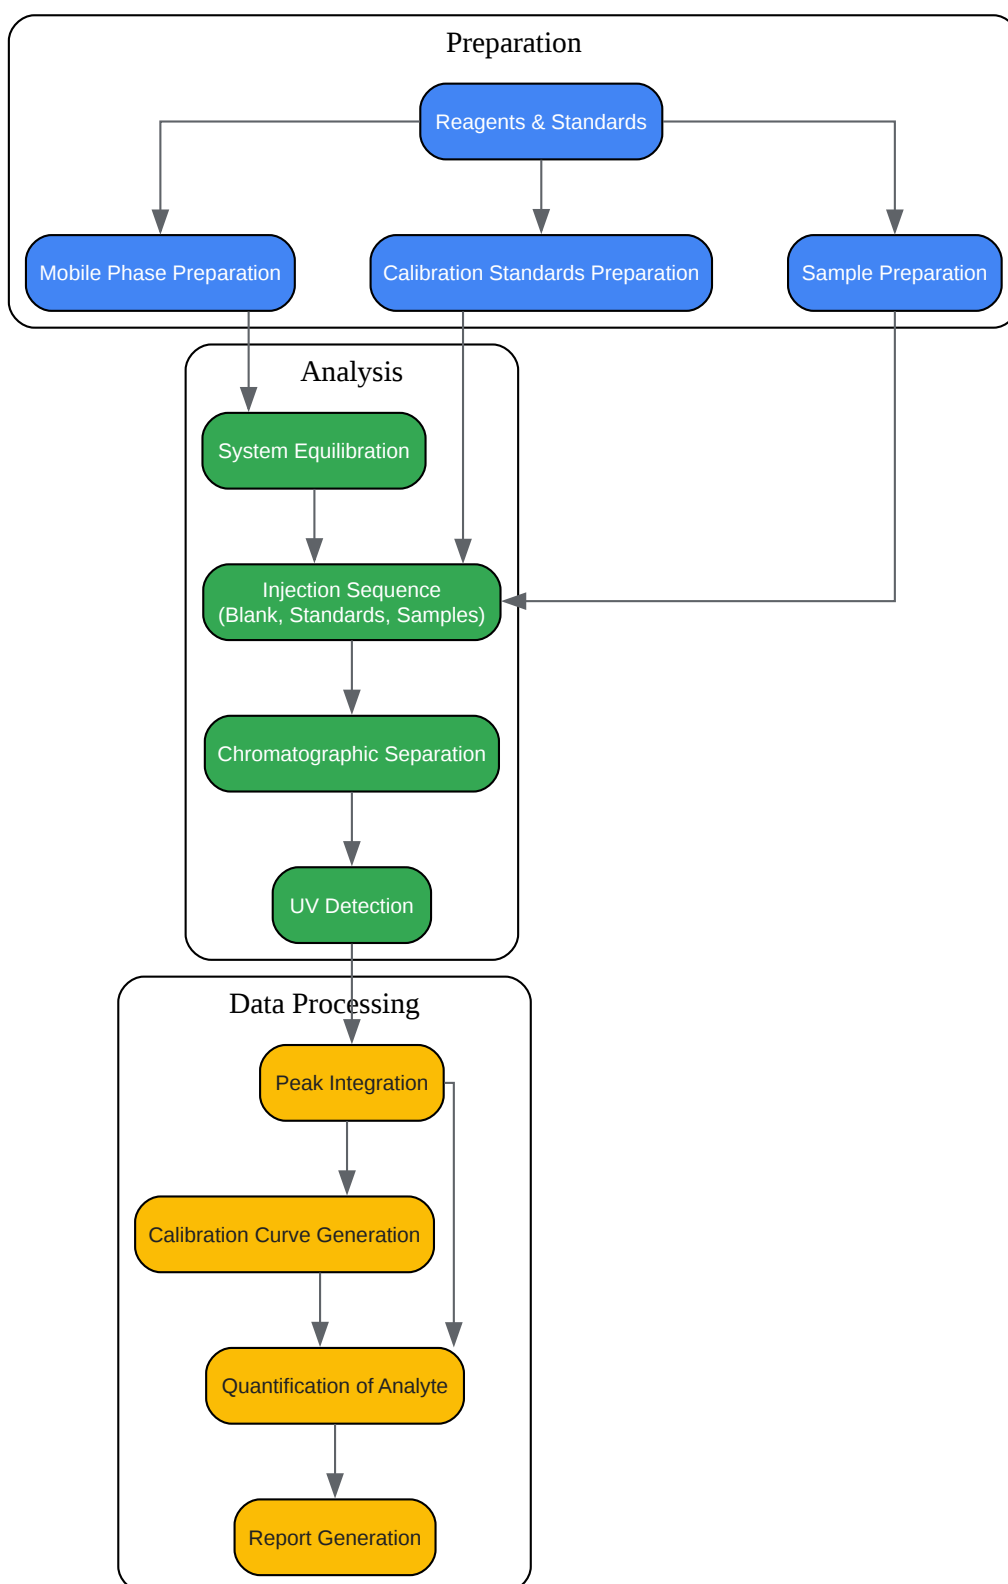 Preparation
Reagents & Standards
Mobile Phase Preparation
Calibration Standards Preparation
Sample Preparation
Analysis
System Equilibration
Injection Sequence
(Blank, Standards, Samples)
Chromatographic Separation
UV Detection
Data Processing
Peak Integration
Calibration Curve Generation
Quantification of Analyte
Report Generation